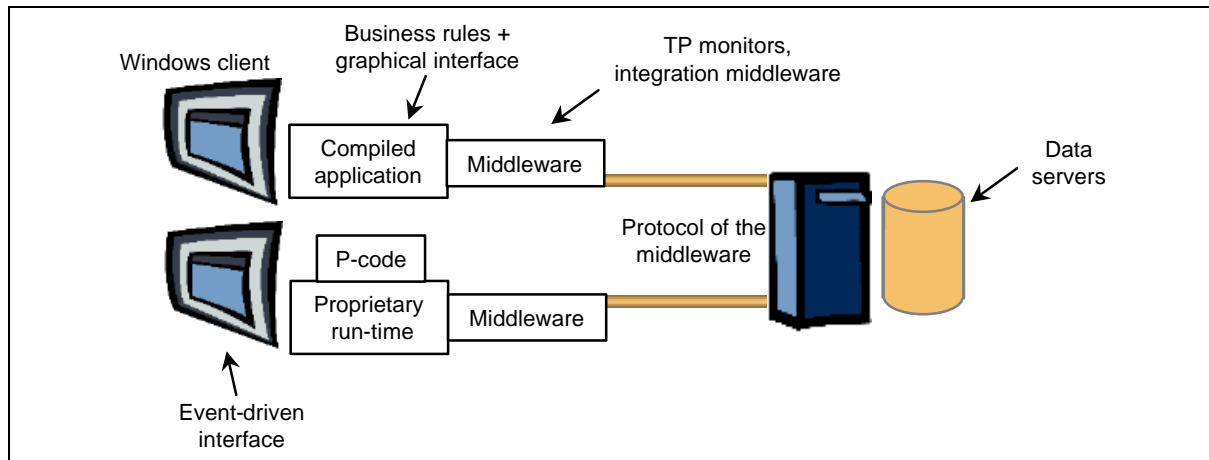 Business rules +
graphical interface
TP monitors,
integration middleware
Windows client
Compiled
application
Middleware
Data
servers
Protocol of the
middleware
P-code
Proprietary
run-time
Middleware
Event-driven
interface